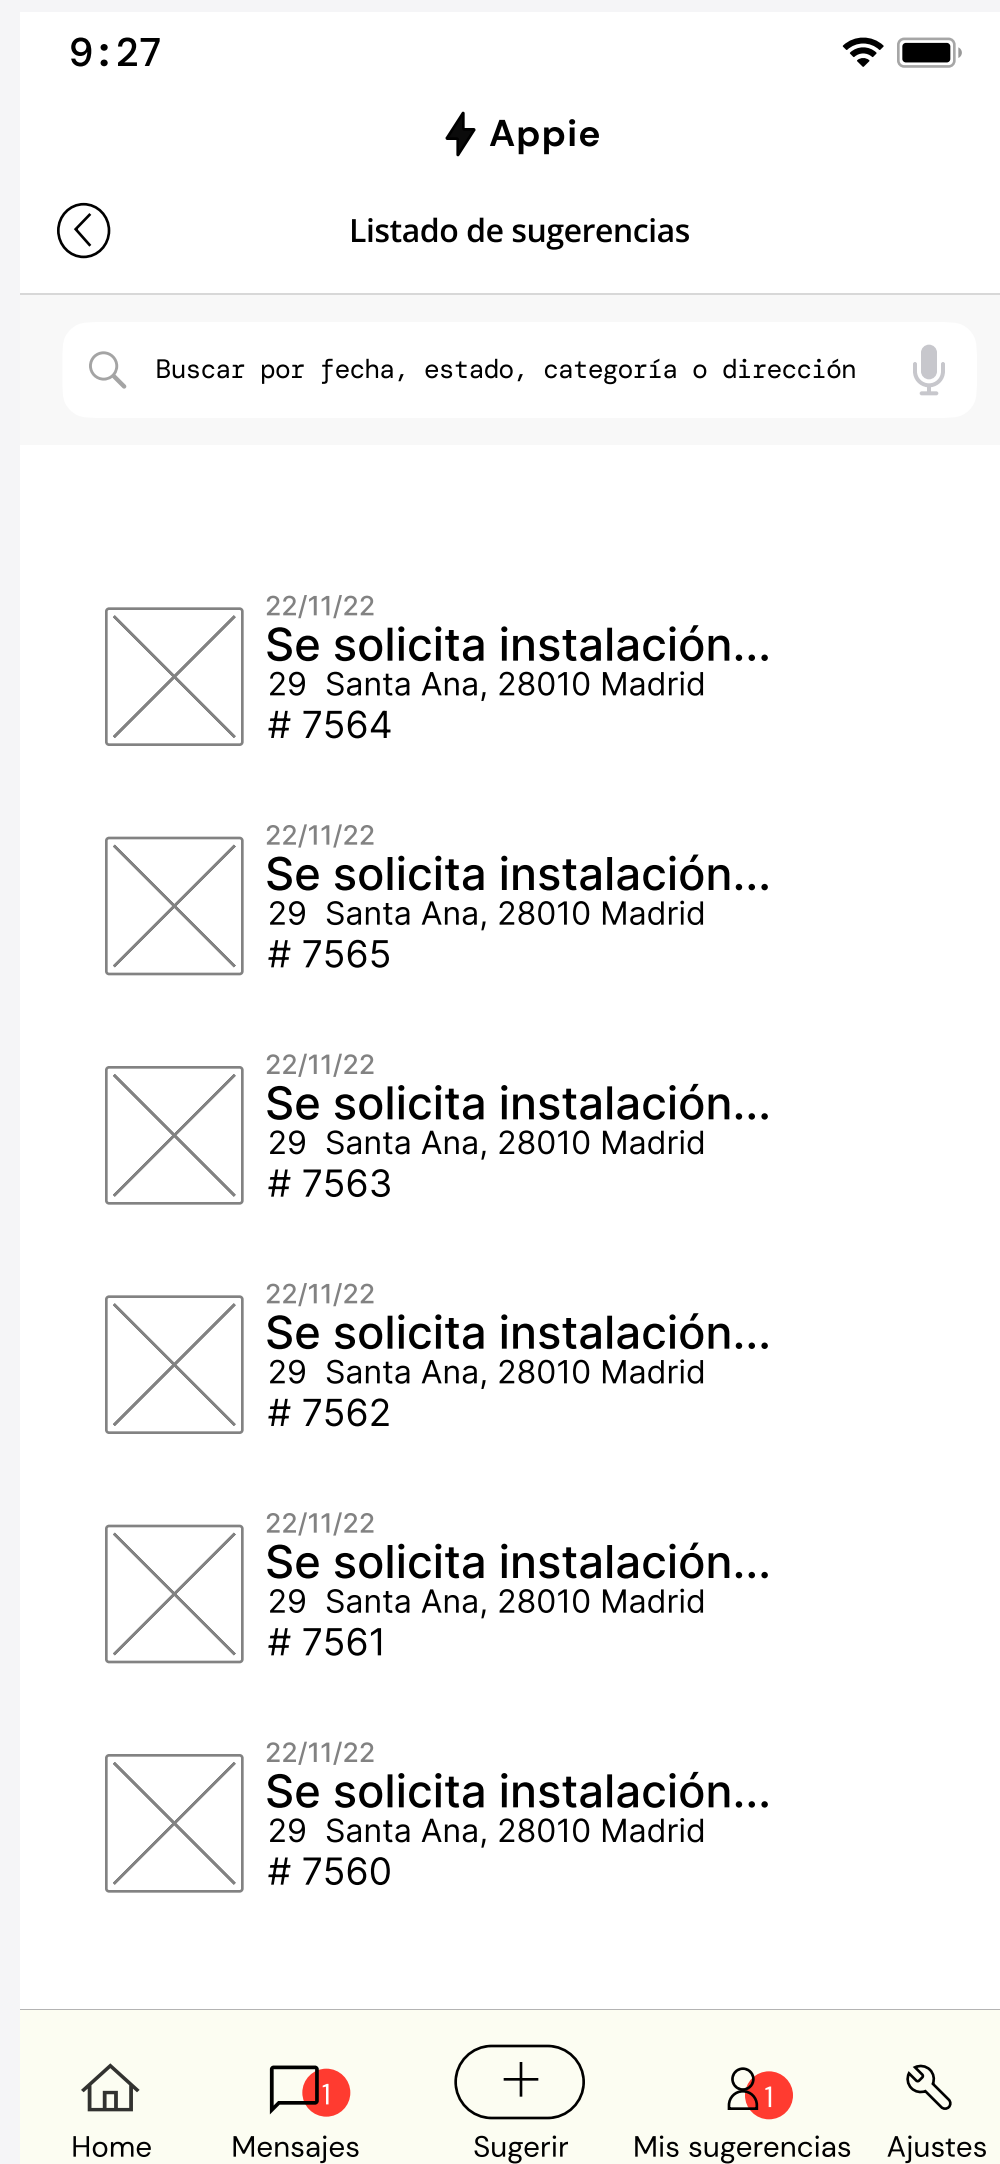 9:27
Appie
Listado de sugerencias
Buscar por fecha, estado, categoría o dirección
22/11/22
Se solicita instalación...
29 Santa Ana, 28010 Madrid
# 7564
22/11/22
Se solicita instalación...
29 Santa Ana, 28010 Madrid
# 7565
22/11/22
Se solicita instalación...
29 Santa Ana, 28010 Madrid
# 7563
22/11/22
Se solicita instalación...
29 Santa Ana, 28010 Madrid
# 7562
22/11/22
Se solicita instalación...
29 Santa Ana, 28010 Madrid
# 7561
22/11/22
Se solicita instalación...
29 Santa Ana, 28010 Madrid
# 7560
1 1
Home Mensajes Sugerir Mis sugerencias Ajustes